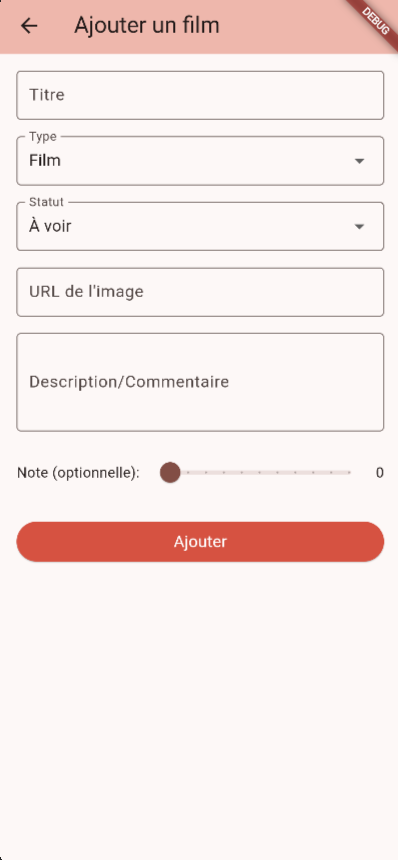 Ajouter un film
DEBUG
Titre
Type
Film
Statut
À voir
URL de l'image
Description/Commentaire
Note (optionnelle): 0
Ajouter